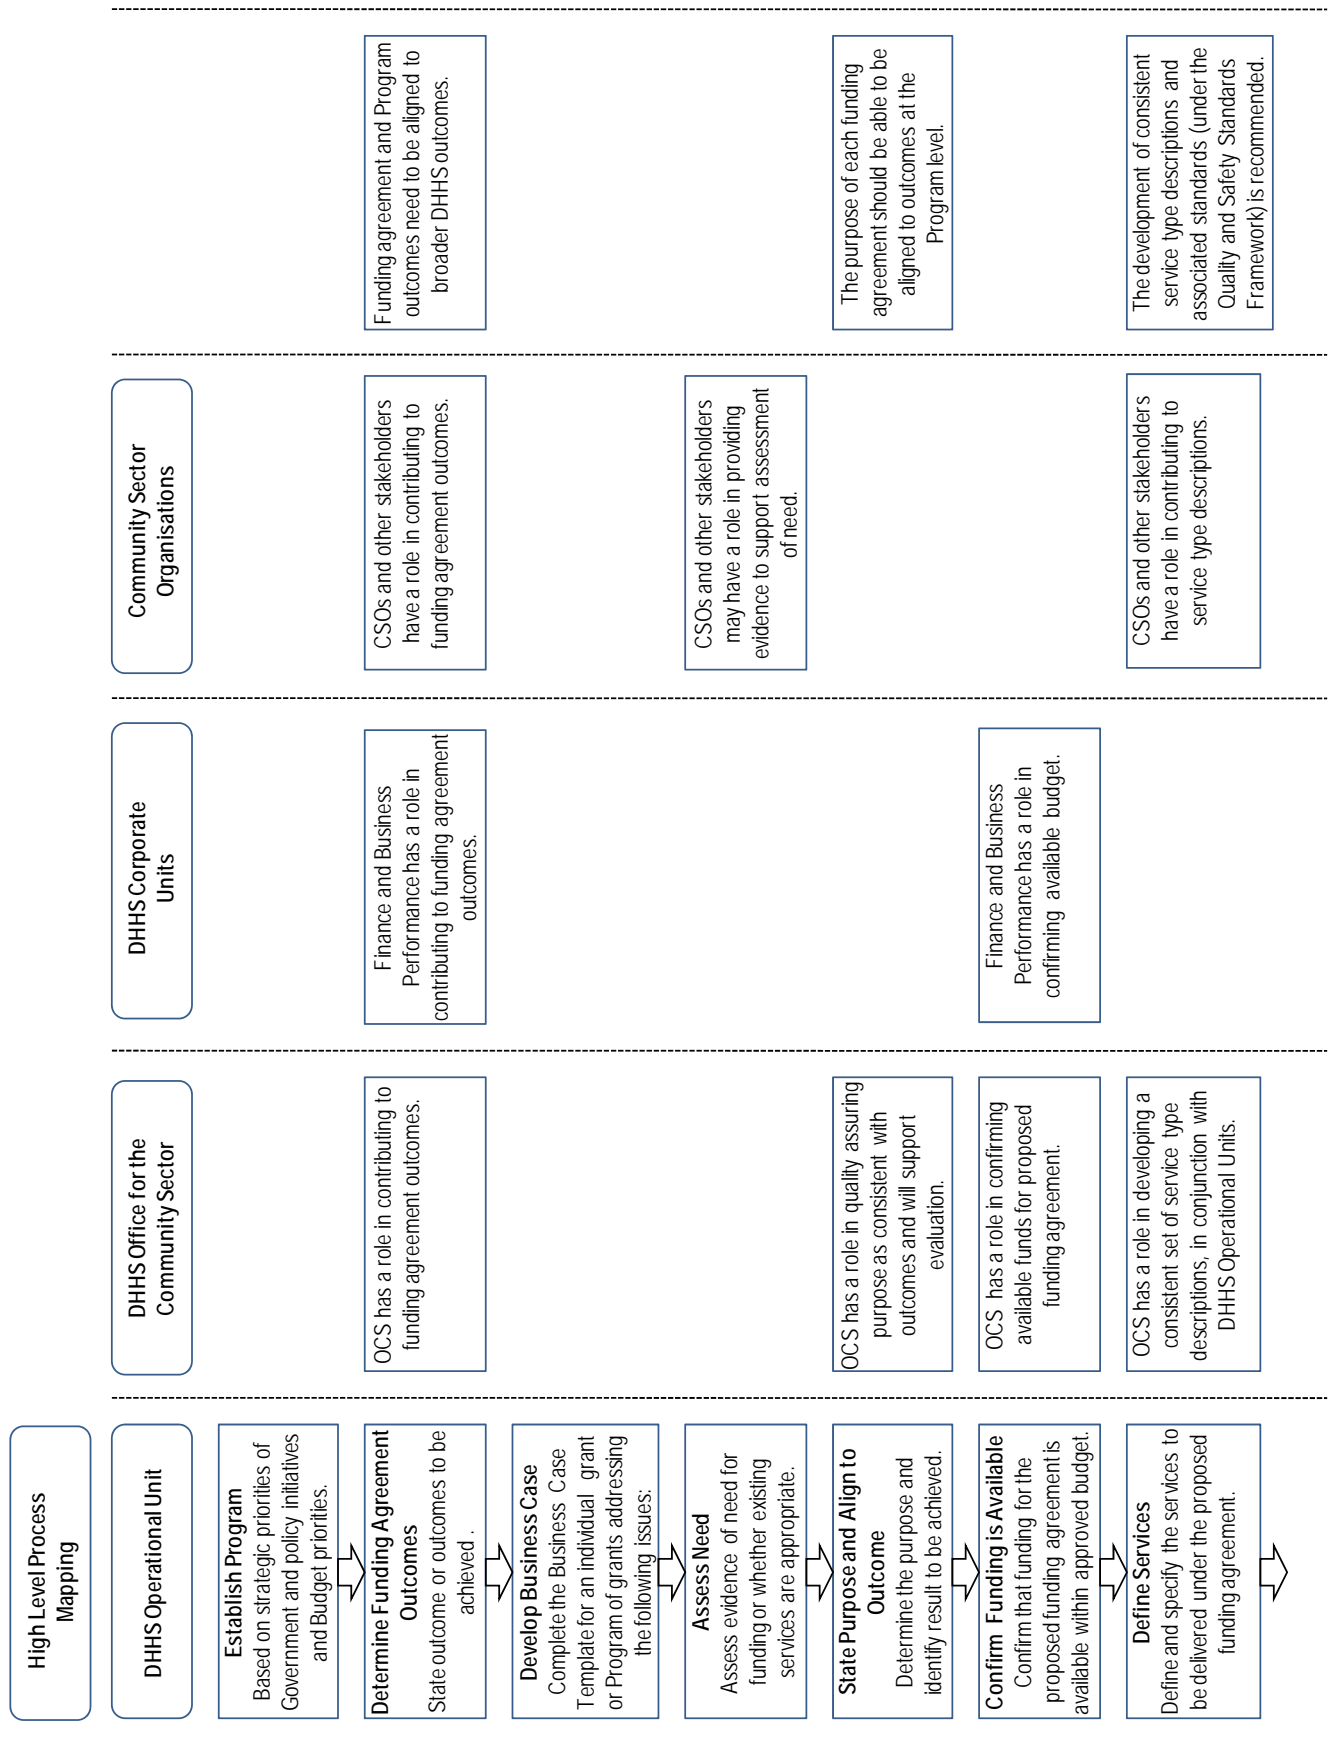 High Level Process
Mapping
DHHS Operational Unit
DHHS Office for the
Community Sector
DHHS Corporate
Units
Community Sector
Organisations
Establish Program
Based on strategic priorities of
Government and policy initiatives
and Budget priorities.
Determine Funding Agreement
Outcomes
State outcome or outcomes to be
achieved .
OCS has a role in contributing to
funding agreement outcomes.
Finance and Business
Performance has a role in
contributing to funding agreement
outcomes.
CSOs and other stakeholders
have a role in contributing to
funding agreement outcomes.
Funding agreement and Program
outcomes need to be aligned to
broader DHHS outcomes.
Develop Business Case
Complete the Business Case
Template for an individual grant
or Program of grants addressing
the following issues:
Assess Need
Assess evidence of need for
funding or whether existing
services are appropriate.
CSOs and other stakeholders
may have a role in providing
evidence to support assessment
of need.
State Purpose and Align to
Outcome
Determine the purpose and
identify result to be achieved.
OCS has a role in quality assuring
purpose as consistent with
outcomes and will support
evaluation.
The purpose of each funding
agreement should be able to be
aligned to outcomes at the
Program level.
Confirm Funding is Available
Confirm that funding for the
proposed funding agreement is
available within approved budget.
OCS has a role in confirming
available funds for proposed
funding agreement.
Finance and Business
Performance has a role in
confirming available budget.
Define Services
Define and specify the services to
be delivered under the proposed
funding agreement.
OCS has a role in developing a
consistent set of service type
descriptions, in conjunction with
DHHS Operational Units.
CSOs and other stakeholders
have a role in contributing to
service type descriptions.
The development of consistent
service type descriptions and
associated standards (under the
Quality and Safety Standards
Framework) is recommended.